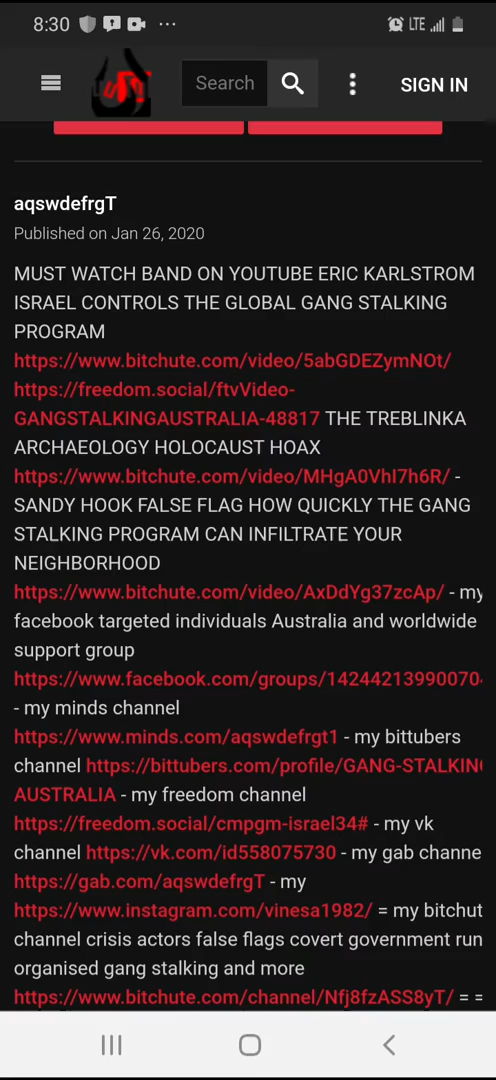 8:30
LTE
Search
SIGN IN
aqswdefrgT
Published on Jan 26, 2020
MUST WATCH BAND ON YOUTUBE ERIC KARLSTROM
ISRAEL CONTROLS THE GLOBAL GANG STALKING
PROGRAM
https://www.bitchute.com/video/5abGDEZymNOt/
https://freedom.social/ftvVideo-
GANGSTALKINGAUSTRALIA-48817 THE TREBLINKA
ARCHAEOLOGY HOLOCAUST HOAX
https://www.bitchute.com/video/MHgA0VhI7h6R/ -
SANDY HOOK FALSE FLAG HOW QUICKLY THE GANG
STALKING PROGRAM CAN INFILTRATE YOUR
NEIGHBORHOOD
https://www.bitchute.com/video/AxDdYg37zcAp/ - my
facebook targeted individuals Australia and worldwide
support group
https://www.facebook.com/groups/142442139900704
- my minds channel
https://www.minds.com/aqswdefrgt1 - my bittubers
channel https://bittubers.com/profile/GANG-STALKING
AUSTRALIA - my freedom channel
https://freedom.social/cmpgm-israel34# - my vk
channel https://vk.com/id558075730 - my gab channe
https://gab.com/aqswdefrgT - my
https://www.instagram.com/vinesa1982/ = my bitchut
channel crisis actors false flags covert government run
organised gang stalking and more
https://www.bitchute.com/channel/Nfj8fzASS8yT/ = =